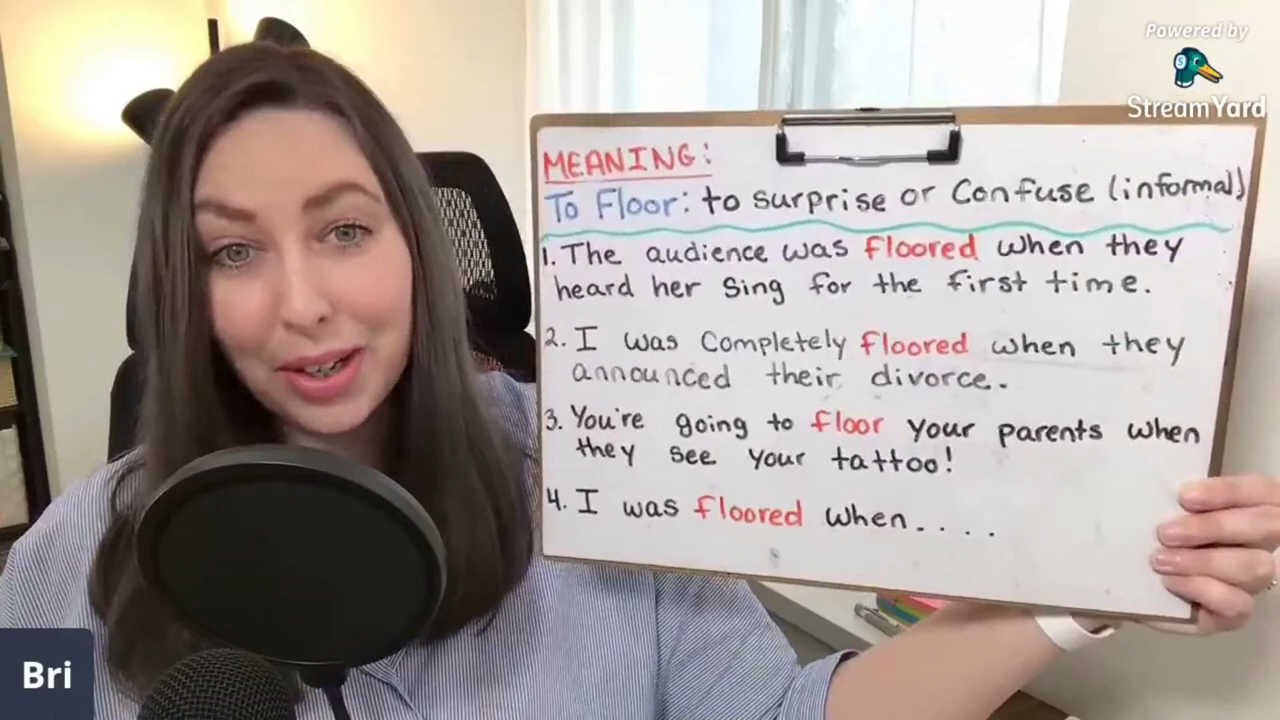 Powered by
StreamYard
MEANING:
To Floor: to surprise or confuse (informal)
1. The audience was floored when they
heard her sing for the first time.
2. I was completely floored when they
announced their divorce.
3. You're going to floor your parents when
they see your tattoo!
4. I was floored when....
Bri